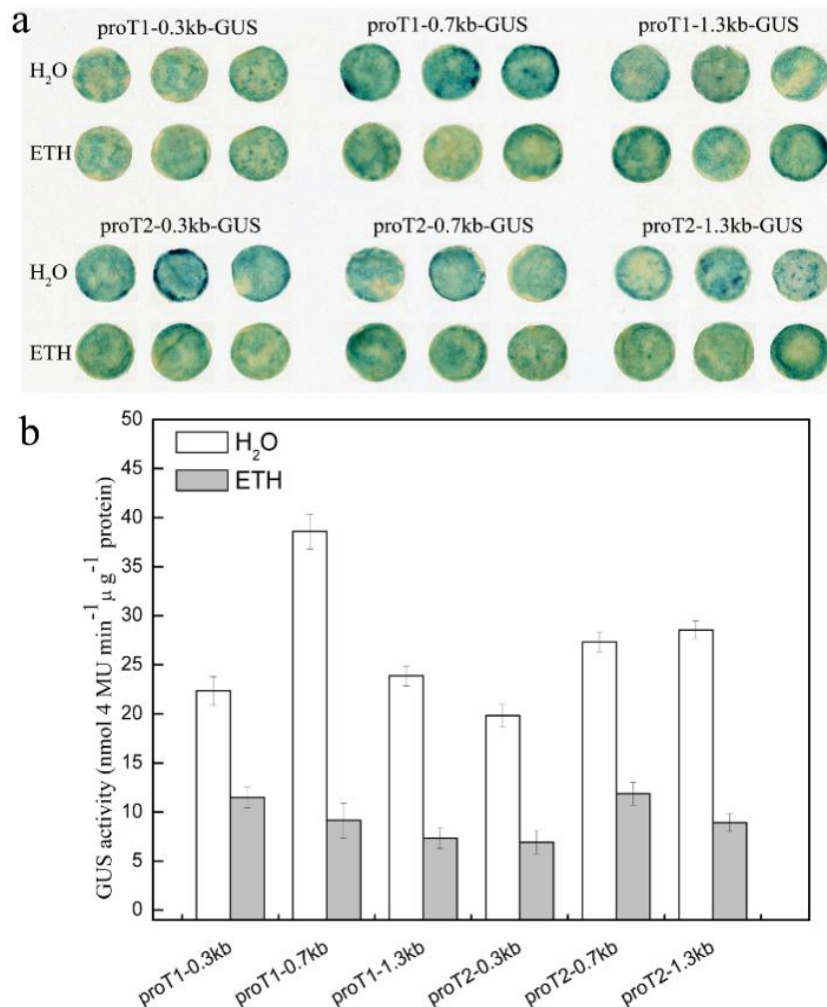 a
proT1-0.3kb-GUS proT1-0.7kb-GUS proT1-1.3kb-GUS
H₂O
ETH
proT2-0.3kb-GUS proT2-0.7kb-GUS proT2-1.3kb-GUS
H₂O
ETH
b
GUS activity (nmol 4 MU min⁻¹ μ g⁻¹ protein)
50
45
40
35
30
25
20
15
10
5
0
H₂O
ETH
proT1-0.3kb proT1-0.7kb proT1-1.3kb proT2-0.3kb proT2-0.7kb proT2-1.3kb